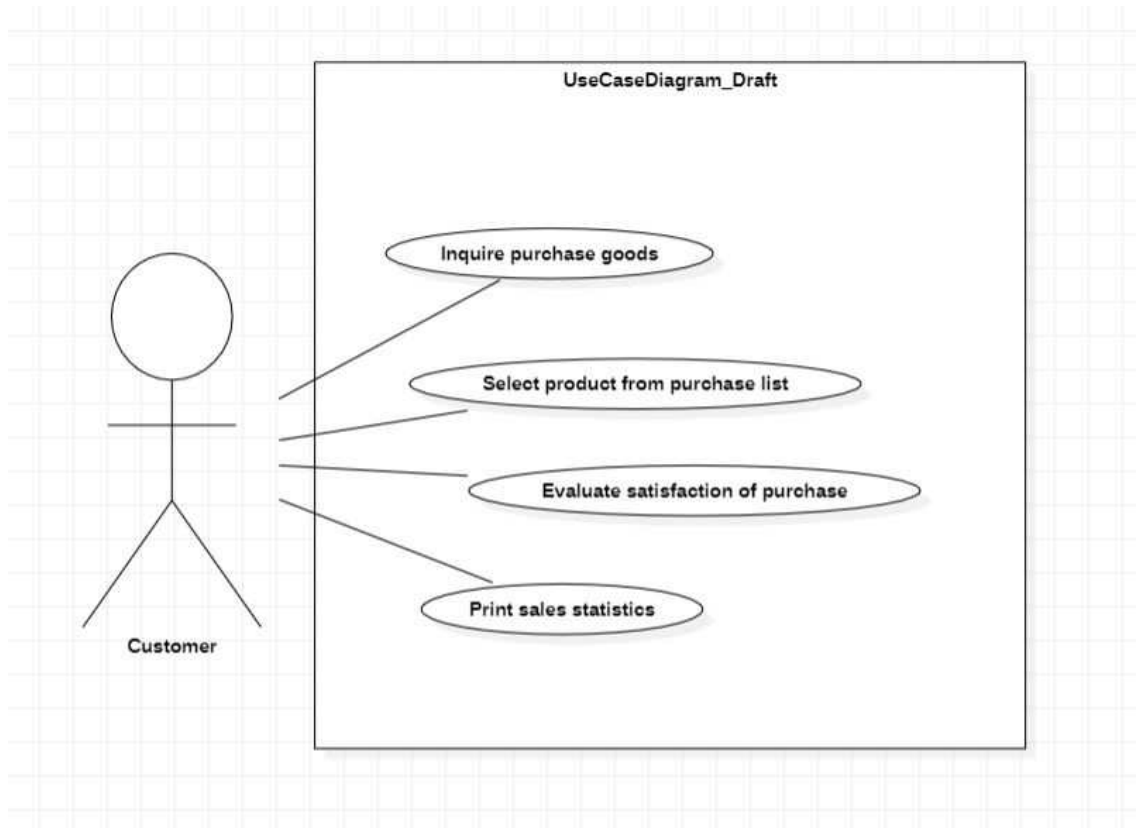 UseCaseDiagram_Draft
Inquire purchase goods
Select product from purchase list
Evaluate satisfaction of purchase
Print sales statistics
Customer